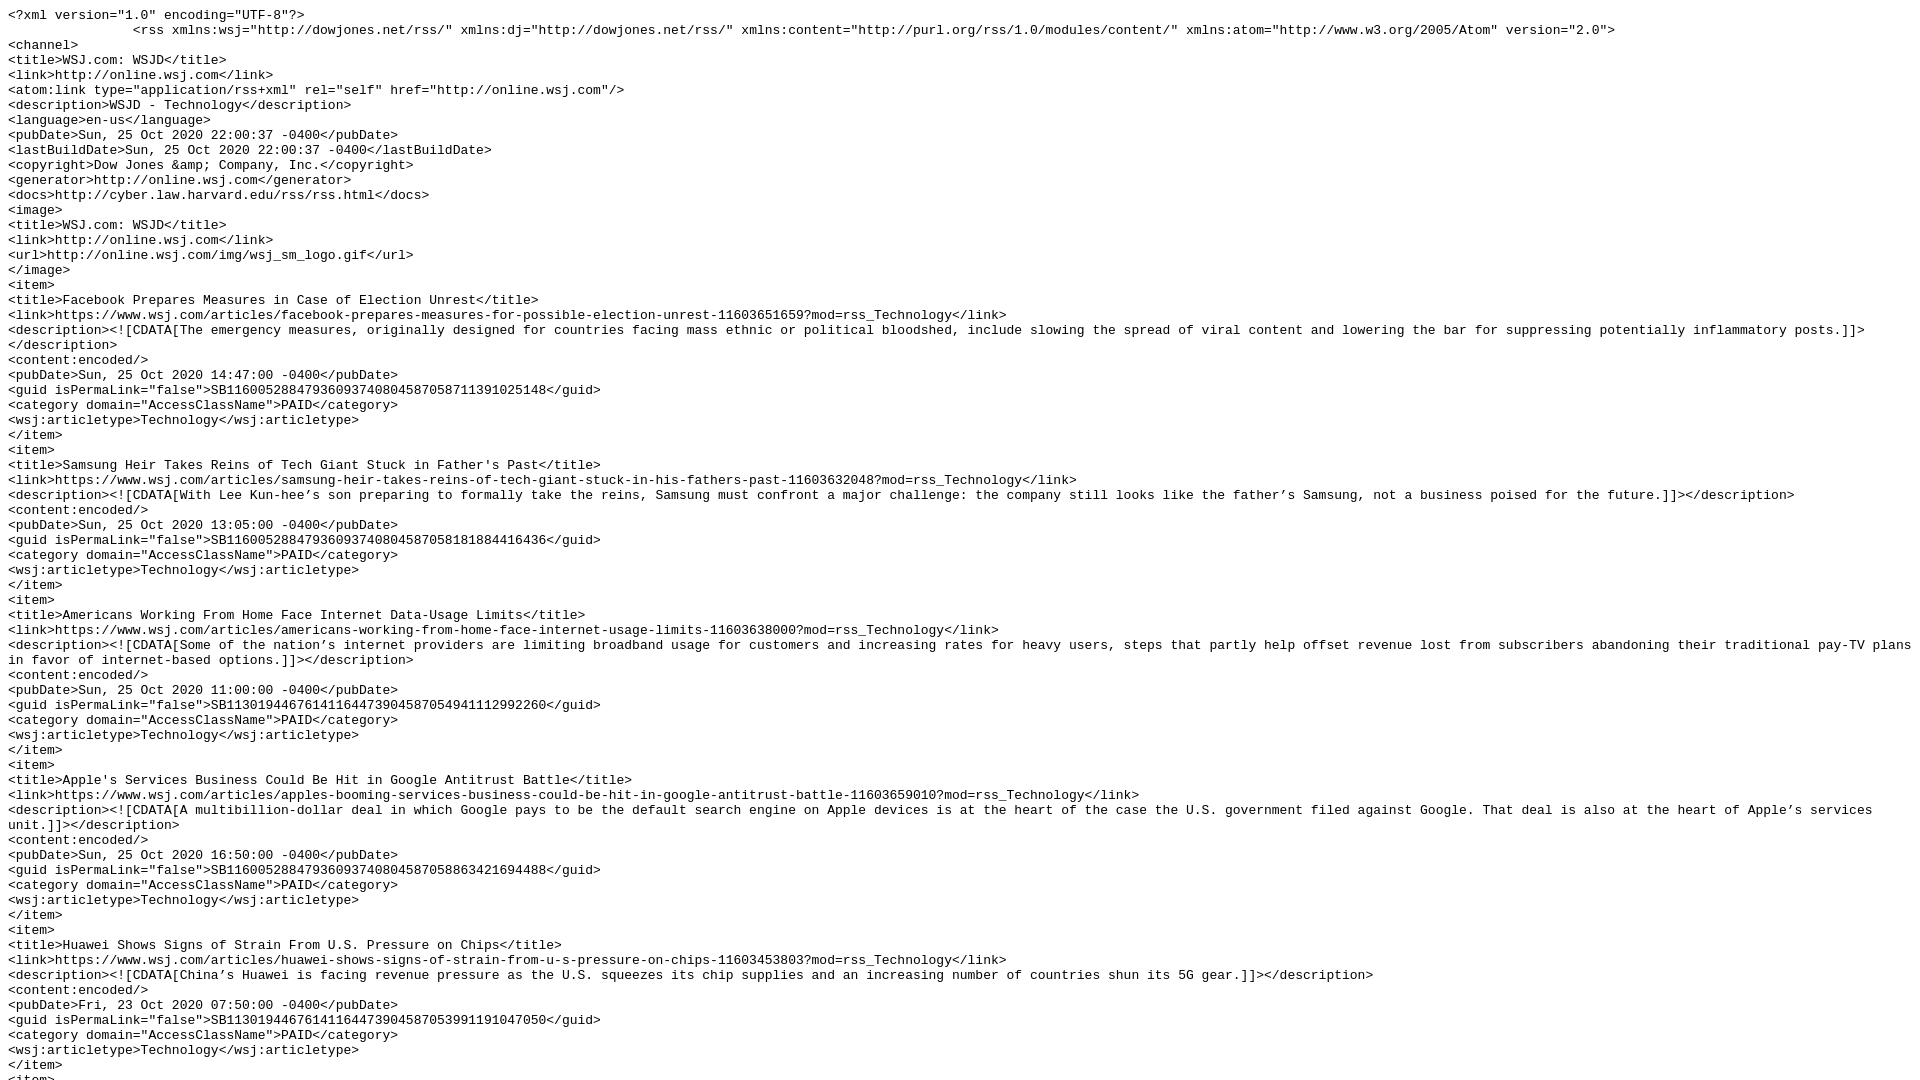 <?xml version="1.0" encoding="UTF-8"?>
<rss xmlns:wsj="http://dowjones.net/rss/" xmlns:dj="http://dowjones.net/rss/" xmlns:content="http://purl.org/rss/1.0/modules/content/" xmlns:atom="http://www.w3.org/2005/Atom" version="2.0">
<channel>
<title>WSJ.com: WSJD</title>
<link>http://online.wsj.com</link>
<atom:link type="application/rss+xml" rel="self" href="http://online.wsj.com"/>
<description>WSJD - Technology</description>
<language>en-us</language>
<pubDate>Sun, 25 Oct 2020 22:00:37 -0400</pubDate>
<lastBuildDate>Sun, 25 Oct 2020 22:00:37 -0400</lastBuildDate>
<copyright>Dow Jones &amp; Company, Inc.</copyright>
<generator>http://online.wsj.com</generator>
<docs>http://cyber.law.harvard.edu/rss/rss.html</docs>
<image>
<title>WSJ.com: WSJD</title>
<link>http://online.wsj.com</link>
<url>http://online.wsj.com/img/wsj_sm_logo.gif</url>
</image>
<item>
<title>Facebook Prepares Measures in Case of Election Unrest</title>
<link>https://www.wsj.com/articles/facebook-prepares-measures-for-possible-election-unrest-11603651659?mod=rss_Technology</link>
<description><![CDATA[The emergency measures, originally designed for countries facing mass ethnic or political bloodshed, include slowing the spread of viral content and lowering the bar for suppressing potentially inflammatory posts.]]>
</description>
<content:encoded/>
<pubDate>Sun, 25 Oct 2020 14:47:00 -0400</pubDate>
<guid isPermaLink="false">SB11600528847936093740804587058711391025148</guid>
<category domain="AccessClassName">PAID</category>
<wsj:articletype>Technology</wsj:articletype>
</item>
<item>
<title>Samsung Heir Takes Reins of Tech Giant Stuck in Father's Past</title>
<link>https://www.wsj.com/articles/samsung-heir-takes-reins-of-tech-giant-stuck-in-his-fathers-past-11603632048?mod=rss_Technology</link>
<description><![CDATA[With Lee Kun-hee’s son preparing to formally take the reins, Samsung must confront a major challenge: the company still looks like the father’s Samsung, not a business poised for the future.]]></description>
<content:encoded/>
<pubDate>Sun, 25 Oct 2020 13:05:00 -0400</pubDate>
<guid isPermaLink="false">SB11600528847936093740804587058181884416436</guid>
<category domain="AccessClassName">PAID</category>
<wsj:articletype>Technology</wsj:articletype>
</item>
<item>
<title>Americans Working From Home Face Internet Data-Usage Limits</title>
<link>https://www.wsj.com/articles/americans-working-from-home-face-internet-usage-limits-11603638000?mod=rss_Technology</link>
<description><![CDATA[Some of the nation’s internet providers are limiting broadband usage for customers and increasing rates for heavy users, steps that partly help offset revenue lost from subscribers abandoning their traditional pay-TV plans
in favor of internet-based options.]]></description>
<content:encoded/>
<pubDate>Sun, 25 Oct 2020 11:00:00 -0400</pubDate>
<guid isPermaLink="false">SB11301944676141164473904587054941112992260</guid>
<category domain="AccessClassName">PAID</category>
<wsj:articletype>Technology</wsj:articletype>
</item>
<item>
<title>Apple's Services Business Could Be Hit in Google Antitrust Battle</title>
<link>https://www.wsj.com/articles/apples-booming-services-business-could-be-hit-in-google-antitrust-battle-11603659010?mod=rss_Technology</link>
<description><![CDATA[A multibillion-dollar deal in which Google pays to be the default search engine on Apple devices is at the heart of the case the U.S. government filed against Google. That deal is also at the heart of Apple’s services
unit.]]></description>
<content:encoded/>
<pubDate>Sun, 25 Oct 2020 16:50:00 -0400</pubDate>
<guid isPermaLink="false">SB11600528847936093740804587058863421694488</guid>
<category domain="AccessClassName">PAID</category>
<wsj:articletype>Technology</wsj:articletype>
</item>
<item>
<title>Huawei Shows Signs of Strain From U.S. Pressure on Chips</title>
<link>https://www.wsj.com/articles/huawei-shows-signs-of-strain-from-u-s-pressure-on-chips-11603453803?mod=rss_Technology</link>
<description><![CDATA[China’s Huawei is facing revenue pressure as the U.S. squeezes its chip supplies and an increasing number of countries shun its 5G gear.]]></description>
<content:encoded/>
<pubDate>Fri, 23 Oct 2020 07:50:00 -0400</pubDate>
<guid isPermaLink="false">SB11301944676141164473904587053991191047050</guid>
<category domain="AccessClassName">PAID</category>
<wsj:articletype>Technology</wsj:articletype>
</item>
<item>